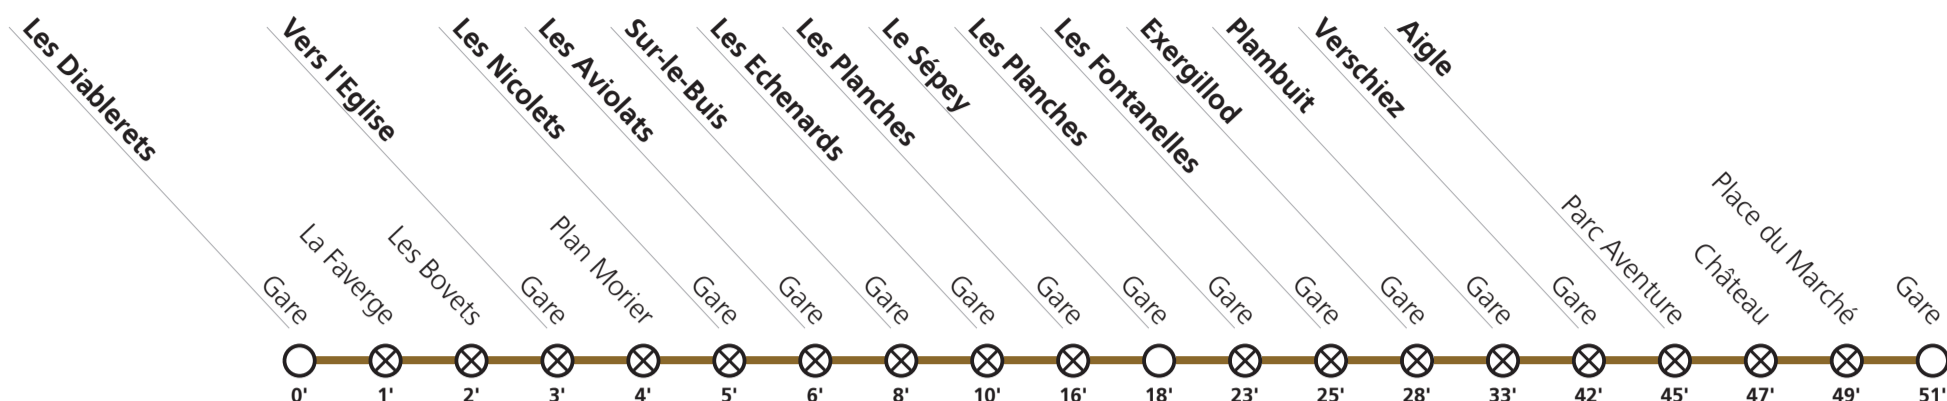 Les Diablerets
Vers l'Eglise
Les Nicolets
Les Aviolats
Sur-le-Buis
Les Echenards
Les Planches
Le Sépey
Les Planches
Les Fontanelles
Exergillod
Plambuit
Verschiez
Aigle
Gare
La Faverge
Les Bovets
Gare
Plan Morier
Gare
Gare
Gare
Gare
Gare
Gare
Gare
Gare
Gare
Gare
Gare
Parc Aventure
Château
Place du Marché
Gare
0'
1'
2'
3'
4'
5'
6'
8'
10'
16'
18'
23'
25'
28'
33'
42'
45'
47'
49'
51'